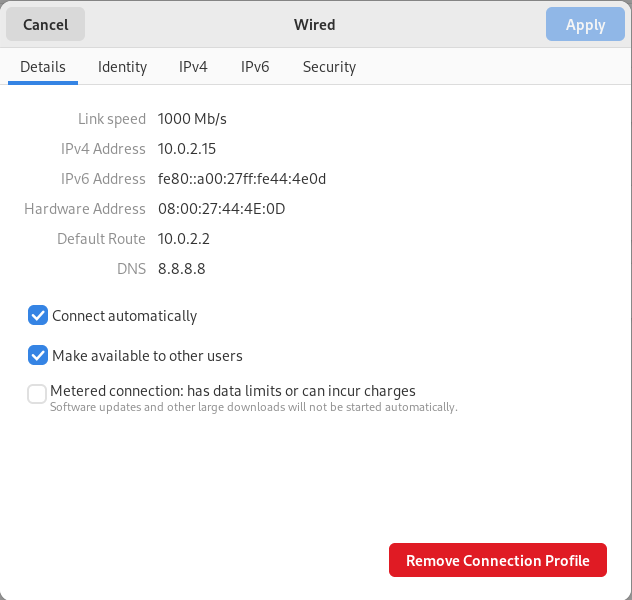 Cancel Wired Apply
Details Identity IPv4 IPv6 Security
Link speed 1000 Mb/s
IPv4 Address 10.0.2.15
IPv6 Address fe80::a00:27ff:fe44:4e0d
Hardware Address 08:00:27:44:4E:0D
Default Route 10.0.2.2
DNS 8.8.8.8
Connect automatically
Make available to other users
Metered connection: has data limits or can incur charges
Software updates and other large downloads will not be started automatically.
Remove Connection Profile